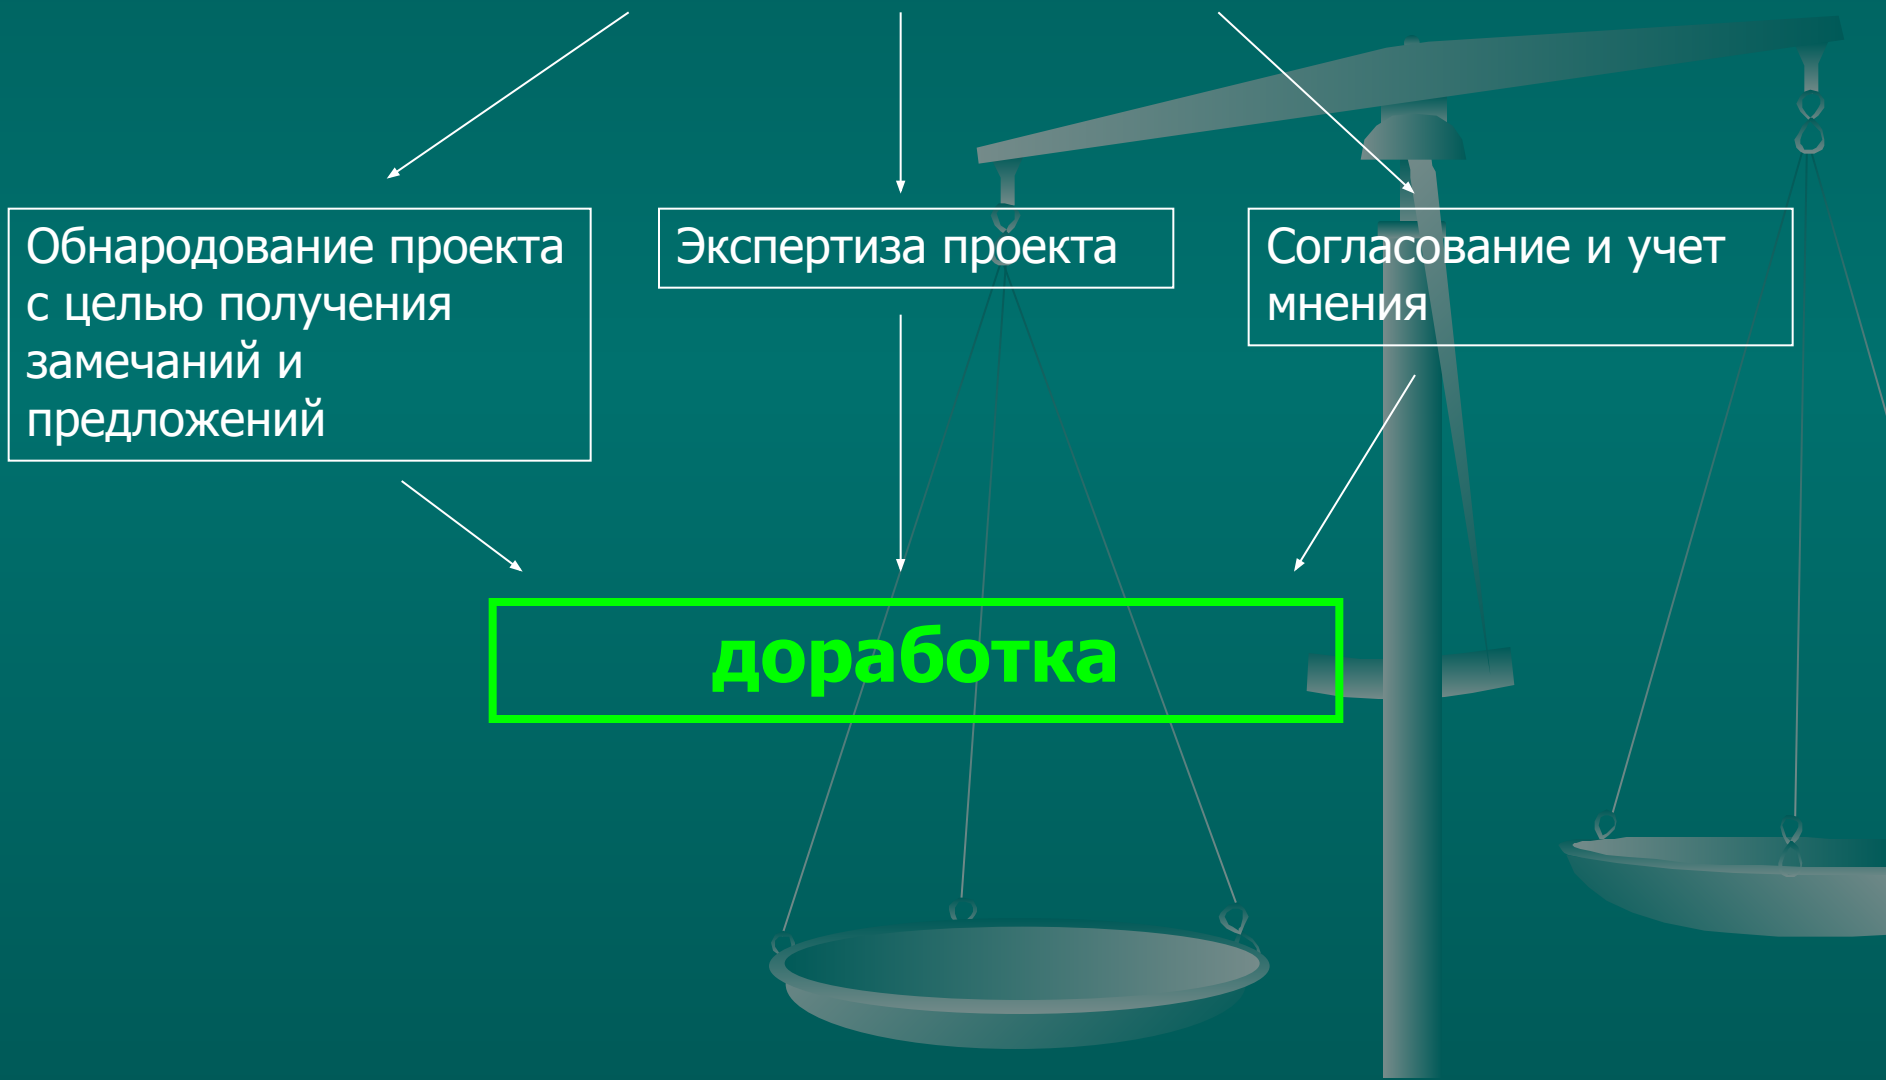 Обнародование проекта
с целью получения
замечаний и
предложений
Экспертиза проекта
Согласование и учет
мнения
доработка